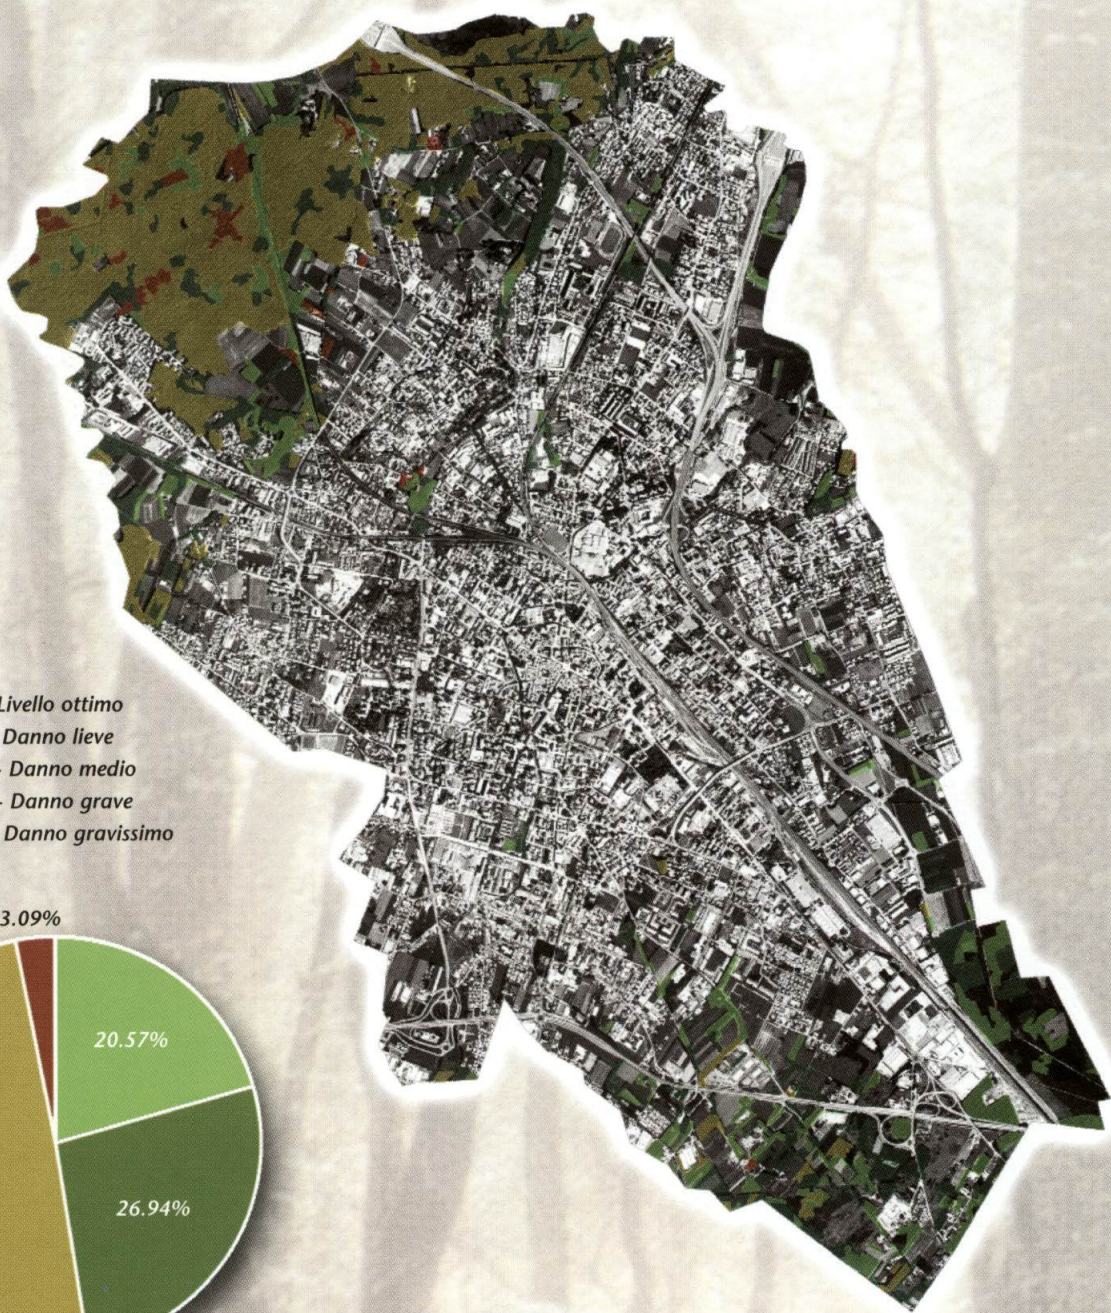 Livello ottimo
Danno lieve
- Danno medio
- Danno grave
Danno gravissimo
3.09%
20.57%
26.94%